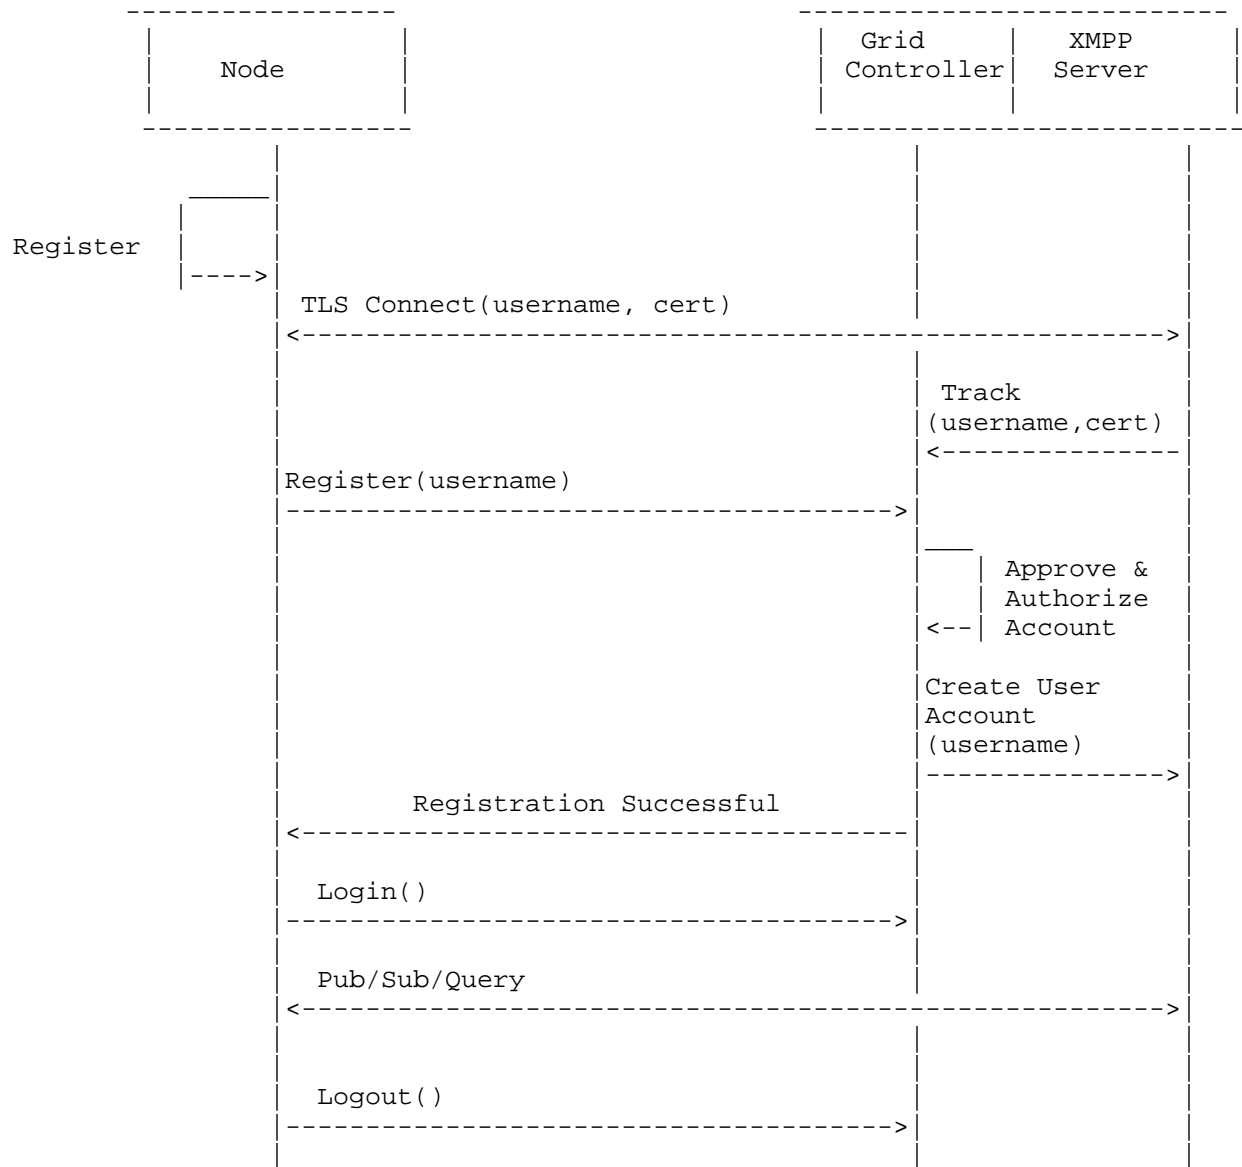 Grid XMPP
Node Controller Server
Register
TLS Connect(username, cert)
Track
(username,cert)
Register(username)
Approve &
Authorize
Account
Create User
Account
(username)
Registration Successful
Login()
Pub/Sub/Query
Logout()